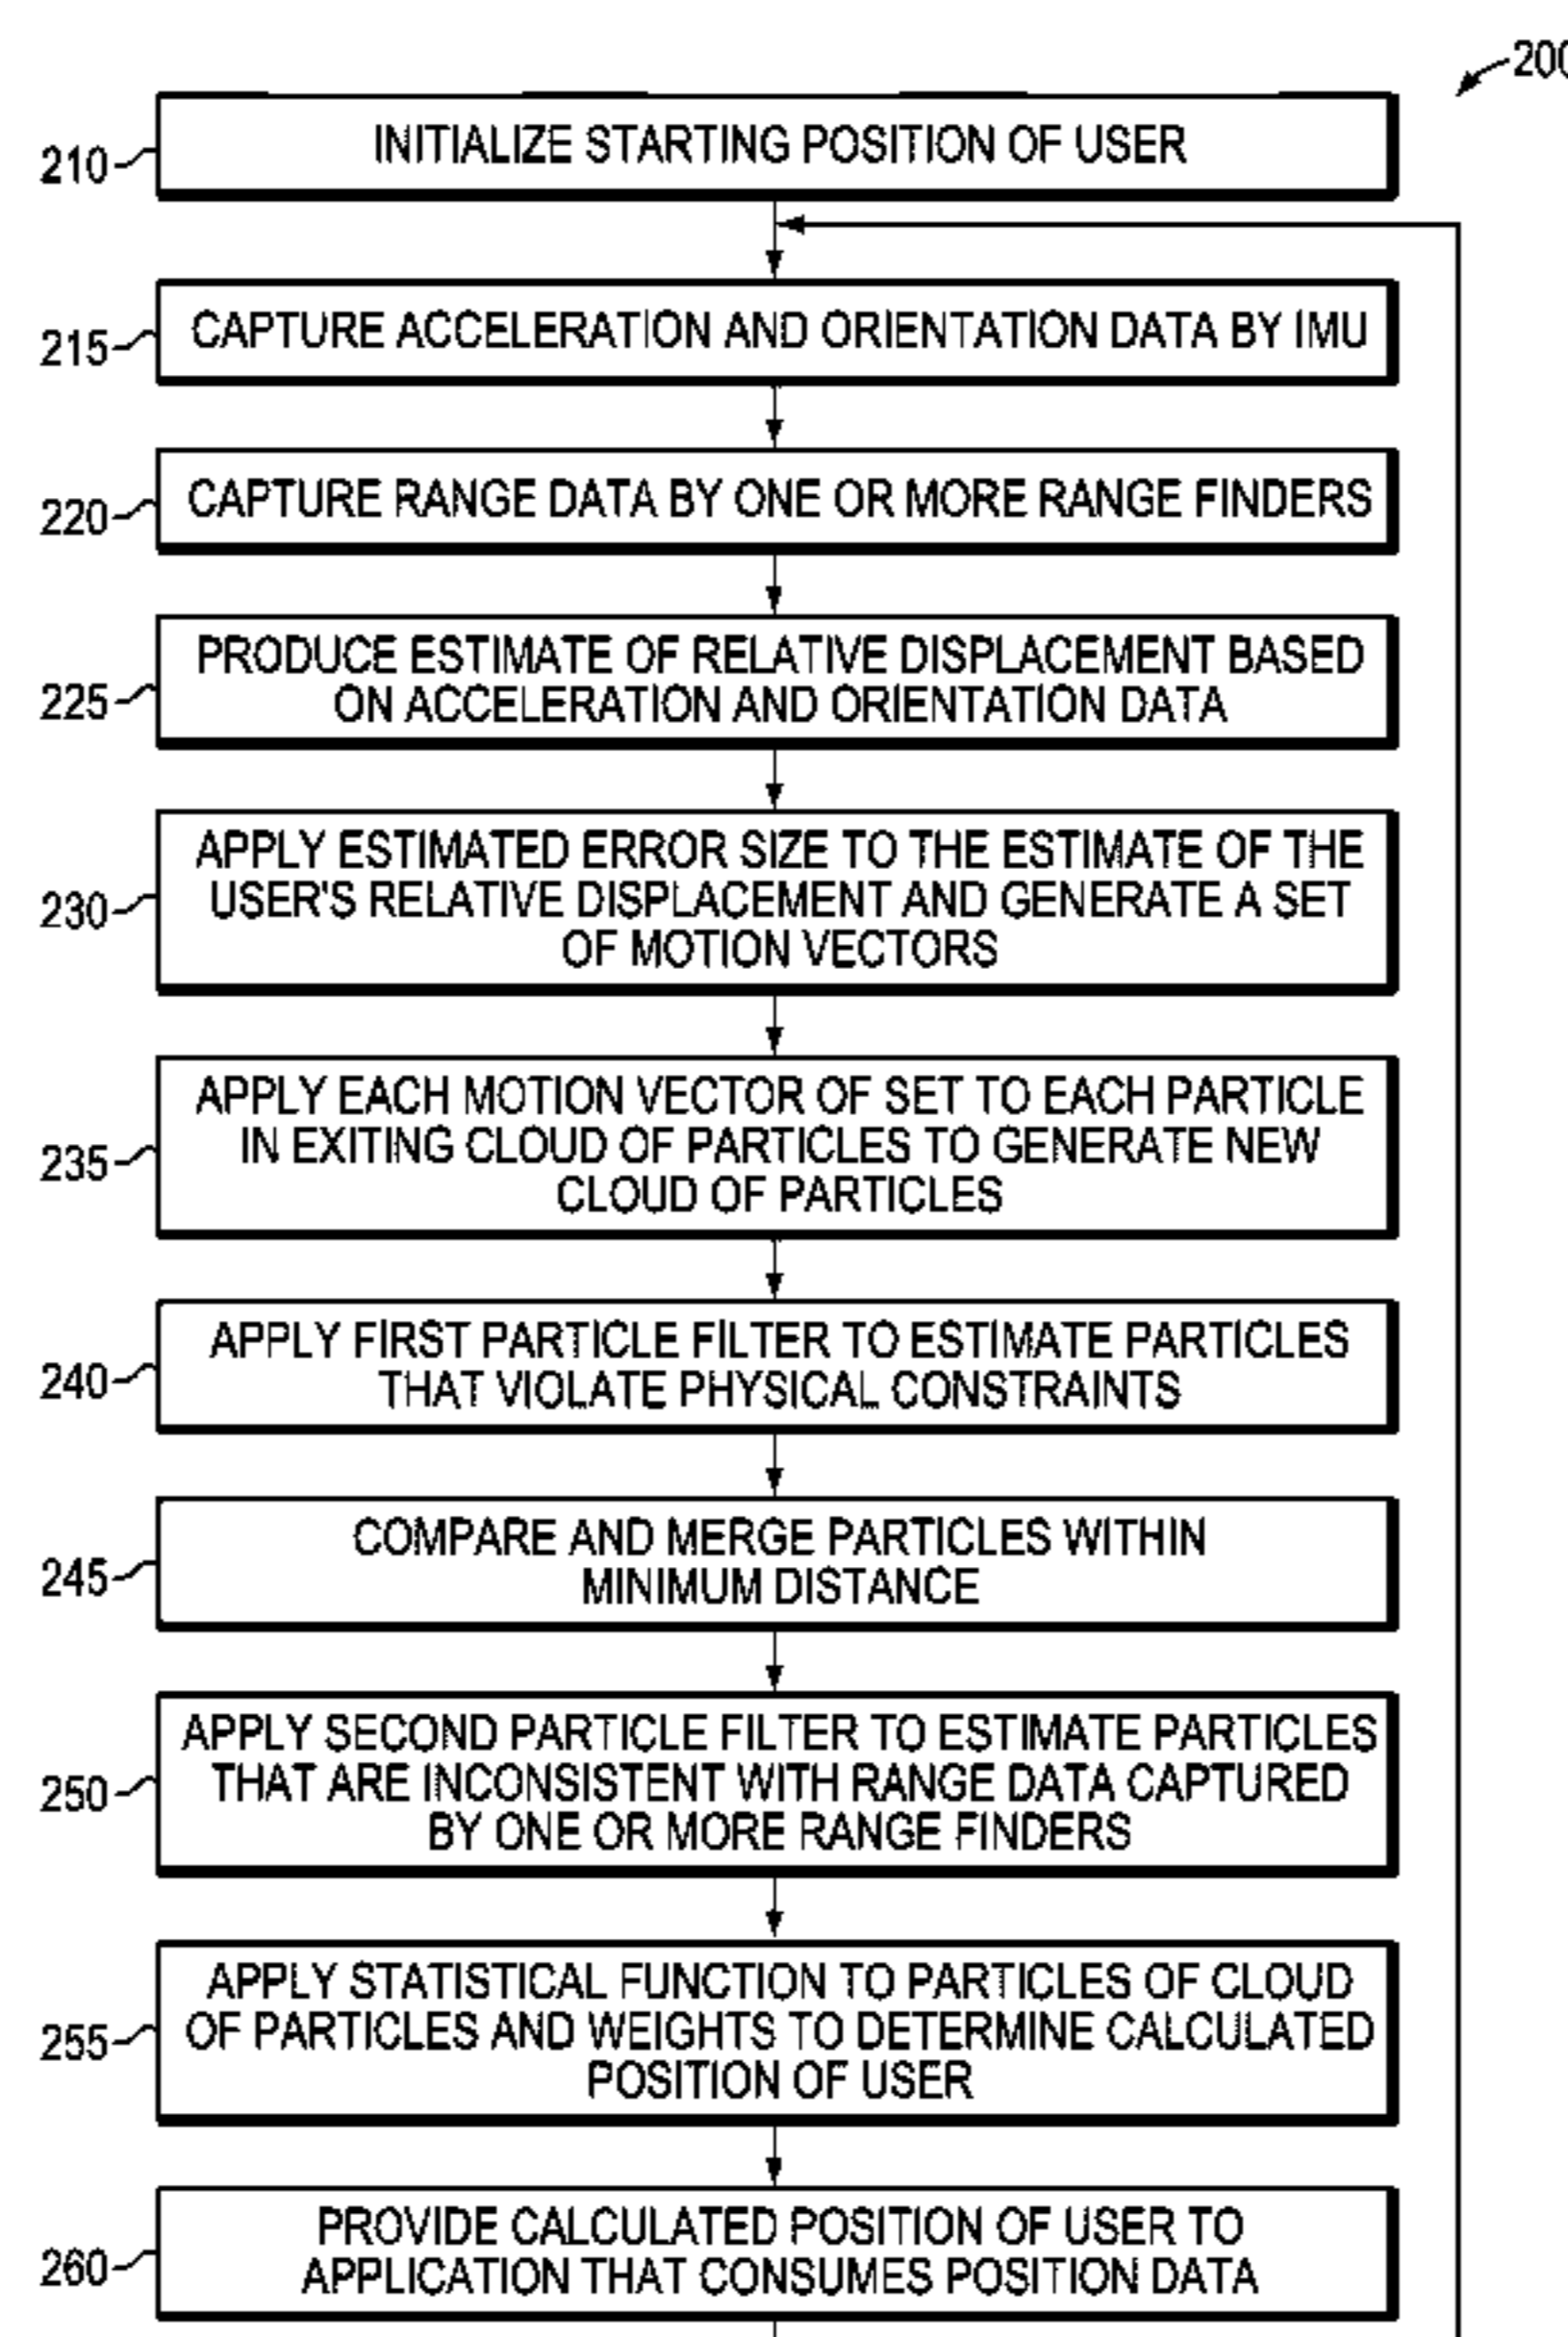 200
210
INITIALIZE STARTING POSITION OF USER
215
CAPTURE ACCELERATION AND ORIENTATION DATA BY IMU
220
CAPTURE RANGE DATA BY ONE OR MORE RANGE FINDERS
225
PRODUCE ESTIMATE OF RELATIVE DISPLACEMENT BASED
ON ACCELERATION AND ORIENTATION DATA
230
APPLY ESTIMATED ERROR SIZE TO THE ESTIMATE OF THE
USER'S RELATIVE DISPLACEMENT AND GENERATE A SET
OF MOTION VECTORS
235
APPLY EACH MOTION VECTOR OF SET TO EACH PARTICLE
IN EXITING CLOUD OF PARTICLES TO GENERATE NEW
CLOUD OF PARTICLES
240
APPLY FIRST PARTICLE FILTER TO ESTIMATE PARTICLES
THAT VIOLATE PHYSICAL CONSTRAINTS
245
COMPARE AND MERGE PARTICLES WITHIN
MINIMUM DISTANCE
250
APPLY SECOND PARTICLE FILTER TO ESTIMATE PARTICLES
THAT ARE INCONSISTENT WITH RANGE DATA CAPTURED
BY ONE OR MORE RANGE FINDERS
255
APPLY STATISTICAL FUNCTION TO PARTICLES OF CLOUD
OF PARTICLES AND WEIGHTS TO DETERMINE CALCULATED
POSITION OF USER
260
PROVIDE CALCULATED POSITION OF USER TO
APPLICATION THAT CONSUMES POSITION DATA